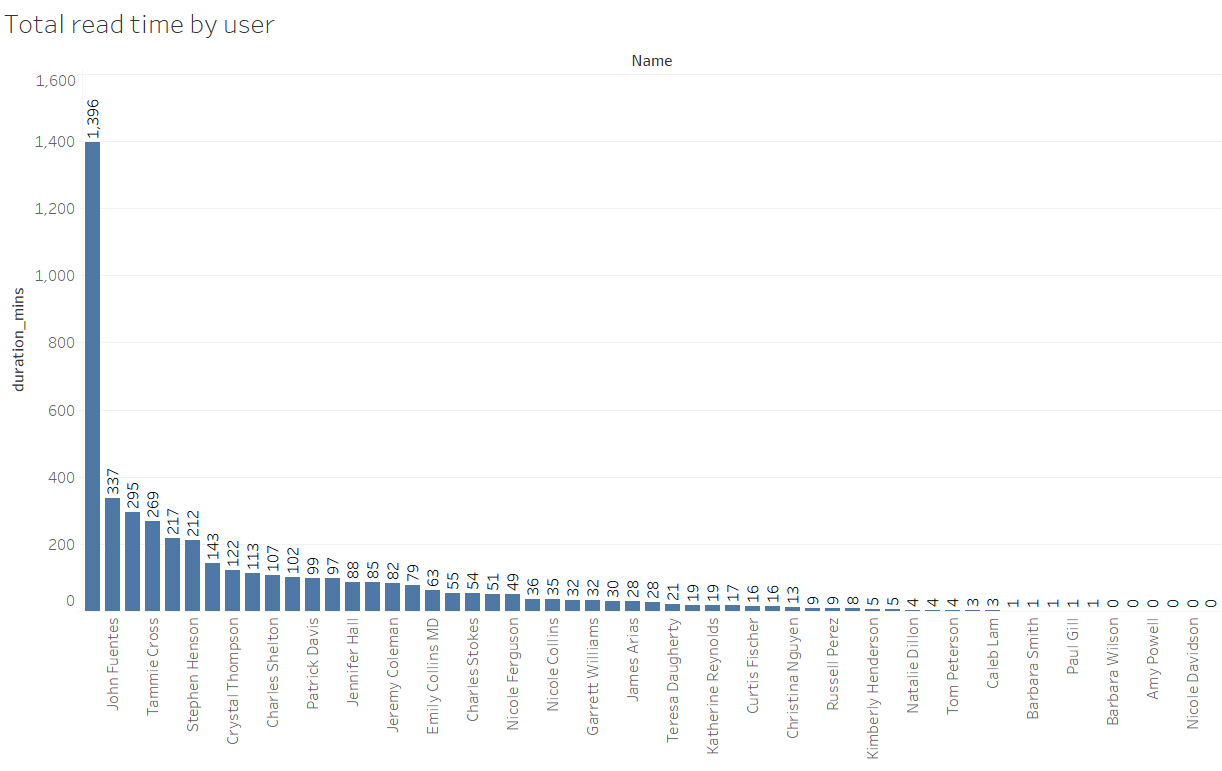 Total read time by user
Name
duration_mins
1,600
1,400
1,200
1,000
800
600
400
200
0
1,396
337
295
269
217
212
143
122
113
107
102
99
97
88
85
82
79
63
55
54
51
49
36
35
32
32
30
28
28
21
19
19
17
16
16
13
9
9
8
5
5
4
4
4
3
3
1
1
1
1
1
0
0
0
0
0
0
John Fuentes
Tammie Cross
Stephen Henson
Crystal Thompson
Charles Shelton
Patrick Davis
Jennifer Hall
Jeremy Coleman
Emily Collins MD
Charles Stokes
Nicole Ferguson
Nicole Collins
Garrett Williams
James Arias
Teresa Daugherty
Katherine Reynolds
Curtis Fischer
Christina Nguyen
Russell Perez
Kimberly Henderson
Natalie Dillon
Tom Peterson
Caleb Lam
Barbara Smith
Paul Gill
Barbara Wilson
Amy Powell
Nicole Davidson